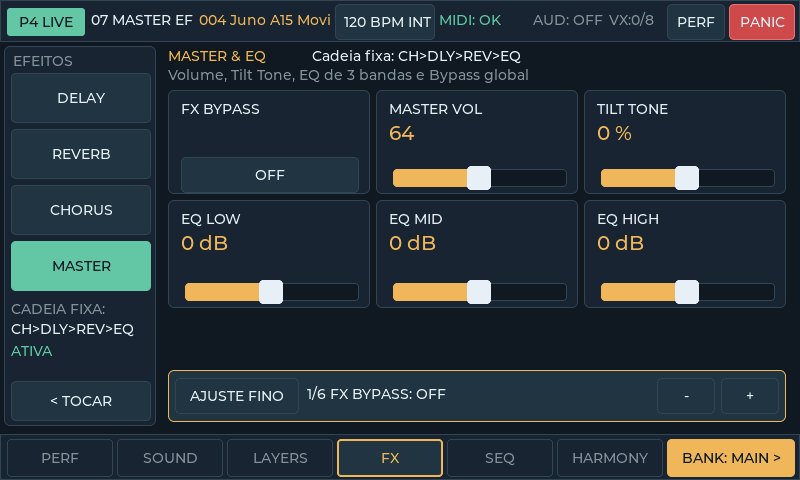 P4 LIVE 07 MASTER EF 004 Juno A15 Movi 120 BPM INT MIDI: OK AUD: OFF VX:0/8 PERF PANIC
EFEITOS
DELAY
REVERB
CHORUS
MASTER
CADEIA FIXA:
CH>DLY>REV>EQ
ATIVA
< TOCAR
MASTER & EQ Cadeia fixa: CH>DLY>REV>EQ
Volume, Tilt Tone, EQ de 3 bandas e Bypass global
FX BYPASS
OFF
MASTER VOL
64
TILT TONE
0 %
EQ LOW
0 dB
EQ MID
0 dB
EQ HIGH
0 dB
AJUSTE FINO 1/6 FX BYPASS: OFF - +
PERF SOUND LAYERS FX SEQ HARMONY BANK: MAIN >